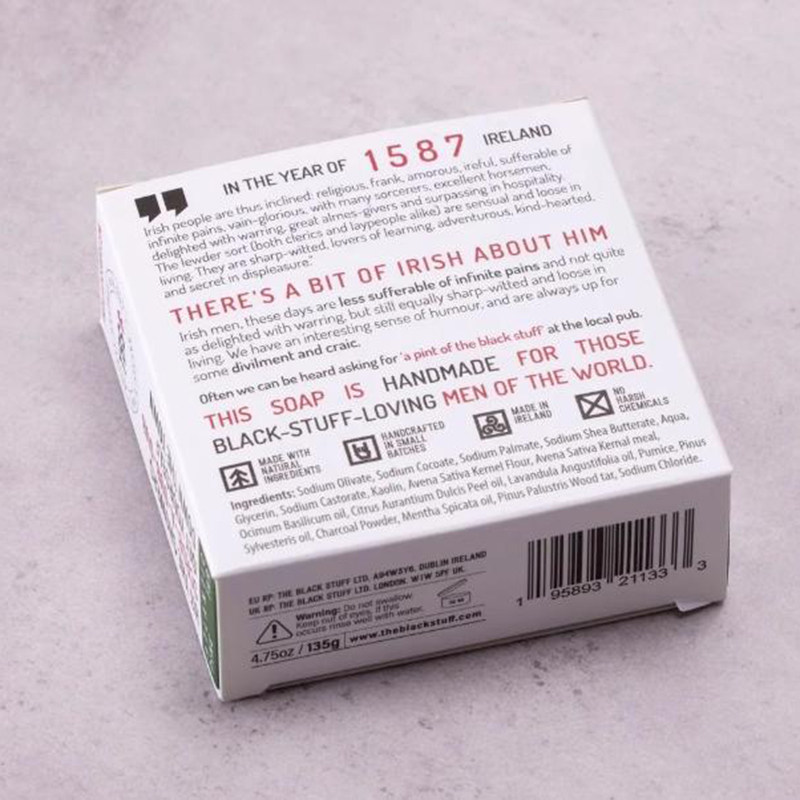 IN THE YEAR OF 1587 IRELAND
Irish people are thus inclined: religious, frank, amorous, ireful, sufferable of
infinite pains, vain-glorious, with many sorcerers, excellent horsemen,
delighted with warring, great almes-givers and surpassing in hospitality.
The lewder sort (both clerics and laypeople alike) are sensual and loose in
living. They are sharp-witted, lovers of learning, adventurous, kind-hearted,
and secret in displeasure."
THERE'S A BIT OF IRISH ABOUT HIM
Irish men, these days are less sufferable of infinite pains and not quite
as delighted with warring, but still equally sharp-witted and loose in
living. We have an interesting sense of humour, and are always up for
some divilment and craic.
Often we can be heard asking for 'a pint of the black stuff' at the local pub.
THIS SOAP IS HANDMADE FOR THOSE
BLACK-STUFF-LOVING MEN OF THE WORLD.
MADE WITH
NATURAL
INGREDIENTS
HANDCRAFTED
IN SMALL
BATCHES
MADE IN
IRELAND
NO
HARSH
CHEMICALS
Ingredients: Sodium Olivate, Sodium Cocoate, Sodium Palmate, Sodium Shea Butterate, Aqua,
Glycerin, Sodium Castorate, Kaolin, Avena Sativa Kernel Flour, Avena Sativa Kernal meal,
Ocimum Basilicum oil, Citrus Aurantium Dulcis Peel oil, Lavandula Angustifolia oil, Pumice, Pinus
Sylvesteris oil, Charcoal Powder, Mentha Spicata oil, Pinus Palustris Wood tar, Sodium Chloride.
EU RP: THE BLACK STUFF LTD, A94W3Y6, DUBLIN IRELAND
UK RP: THE BLACK STUFF LTD. LONDON. W1W 5PF UK.
Warning: Do not swallow.
Keep out of eyes, if this
occurs rinse well with water.
4.75oz / 135g www.theblackstuff.com
1 95893 21133 3